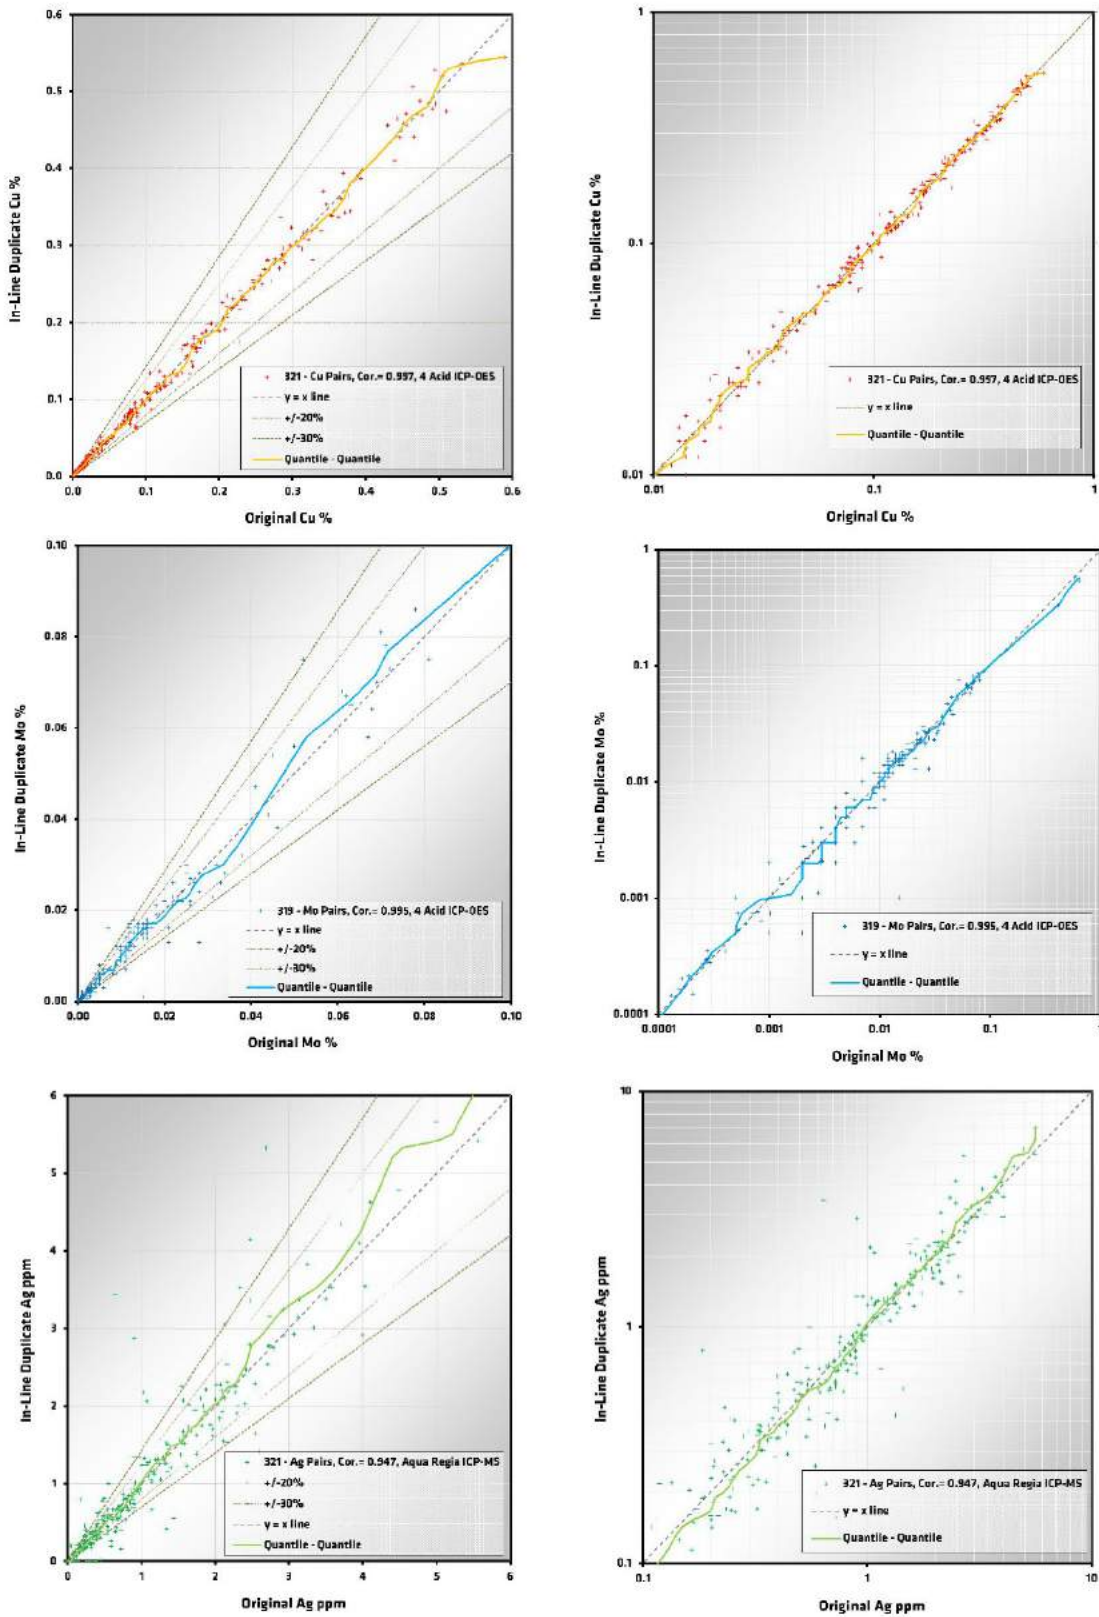 0.6
0.5
0.4
0.3
0.2
0.1
0.0
In-Line Duplicate Cu %
321 - Cu Pairs, Cor.= 0.997, 4 Acid ICP-OES
y = x line
+/-20%
+/-30%
Quantile - Quantile
0.0 0.1 0.2 0.3 0.4 0.5 0.6
Original Cu %
1
0.1
0.01
In-Line Duplicate Cu %
321 - Cu Pairs, Cor.= 0.997, 4 Acid ICP-OES
y = x line
Quantile - Quantile
0.01 0.1 1
Original Cu %
0.10
0.08
0.06
0.04
0.02
0.00
In-Line Duplicate Mo %
319 - Mo Pairs, Cor.= 0.995, 4 Acid ICP-OES
y = x line
+/-20%
+/-30%
Quantile - Quantile
0.00 0.02 0.04 0.06 0.08 0.10
Original Mo %
1
0.1
0.01
0.001
0.0001
In-Line Duplicate Mo %
319 - Mo Pairs, Cor.= 0.995, 4 Acid ICP-OES
y = x line
Quantile - Quantile
0.0001 0.001 0.01 0.1 1
Original Mo %
6
5
4
3
2
1
0
In-Line Duplicate Ag ppm
321 - Ag Pairs, Cor.= 0.947, Aqua Regia ICP-MS
+/-20%
+/-30%
y = x line
Quantile - Quantile
0 1 2 3 4 5 6
Original Ag ppm
10
1
0.1
In-Line Duplicate Ag ppm
321 - Ag Pairs, Cor.= 0.947, Aqua Regia ICP-MS
y = x line
Quantile - Quantile
0.1 1 10
Original Ag ppm